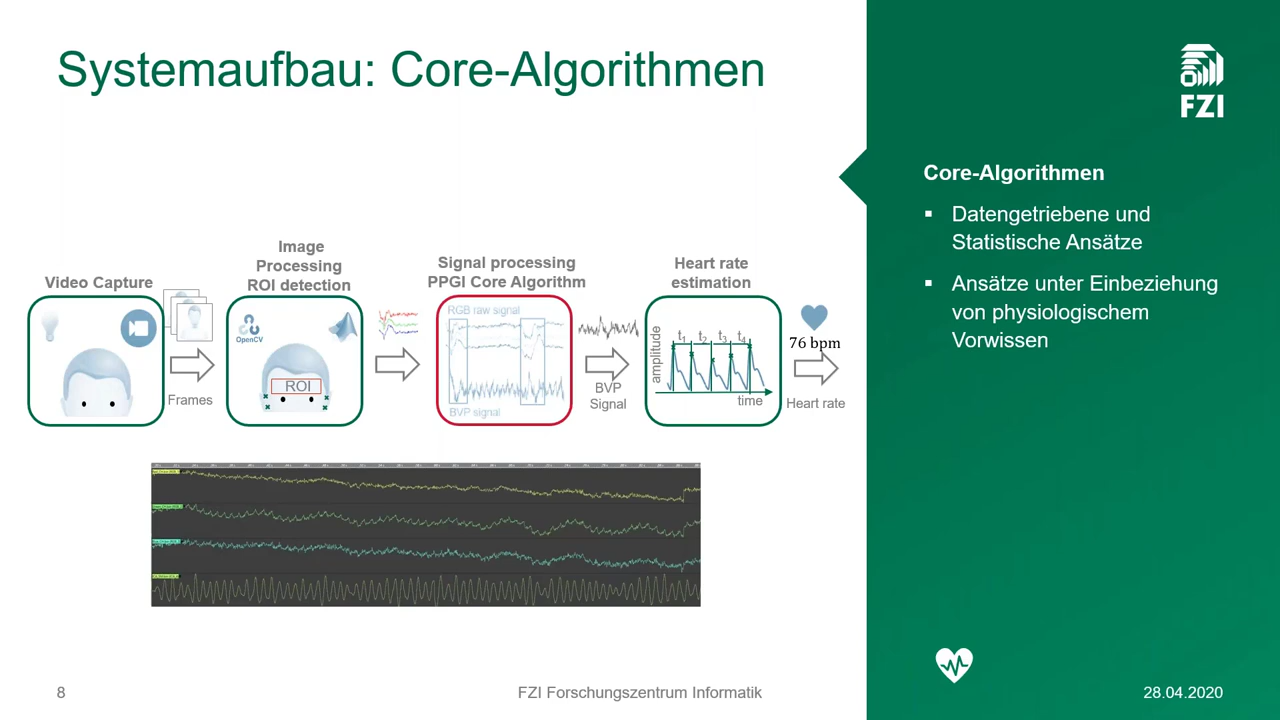 Systemaufbau: Core-Algorithmen
FZI
Core-Algorithmen
▪ Datengetriebene und
Statistische Ansätze
▪ Ansätze unter Einbeziehung
von physiologischem
Vorwissen
Video Capture
Frames
Image
Processing
ROI detection
OpenCV
ROI
Signal processing
PPGI Core Algorithm
RGB raw signal
BVP signal
BVP
Signal
Heart rate
estimation
amplitude
t1 t2 t3 t4
time
76 bpm
Heart rate
8
FZI Forschungszentrum Informatik
28.04.2020